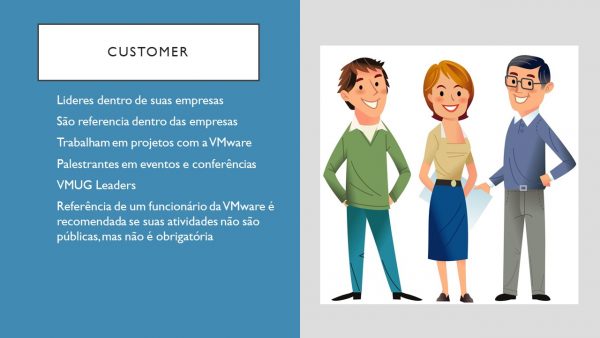 CUSTOMER
Lideres dentro de suas empresas
São referencia dentro das empresas
Trabalham em projetos com a VMware
Palestrantes em eventos e conferências
VMUG Leaders
Referência de um funcionário da VMware é
recomendada se suas atividades não são
públicas, mas não é obrigatória